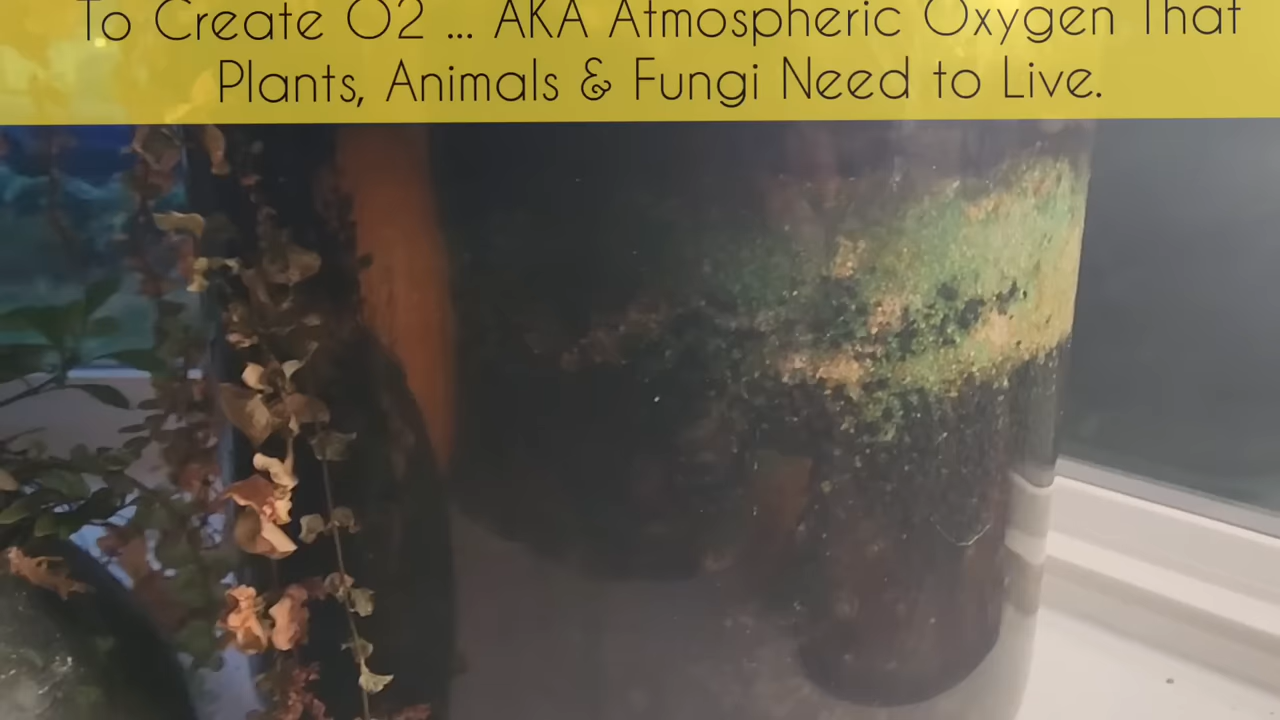 To Create O2 ... AKA Atmospheric Oxygen That
Plants, Animals & Fungi Need to Live.